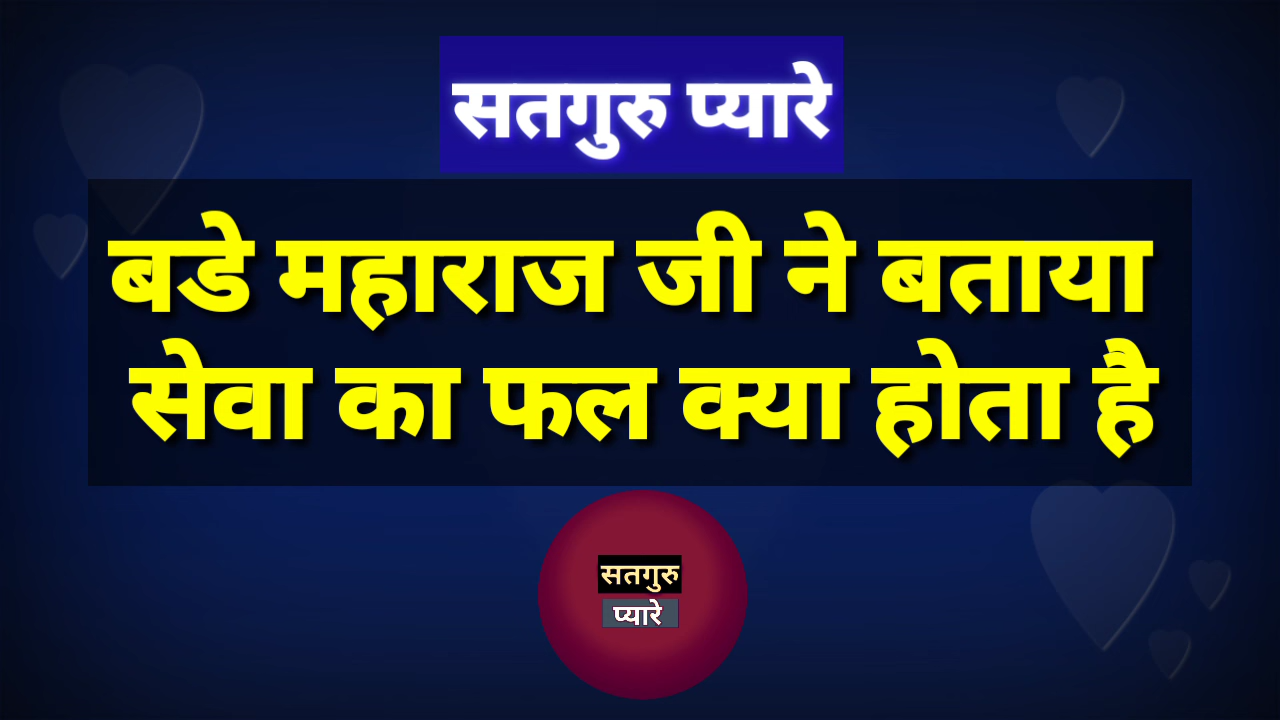 सतगुरु प्यारे
बडे महाराज जी ने बताया
सेवा का फल क्या होता है
सतगुरु
प्यारे